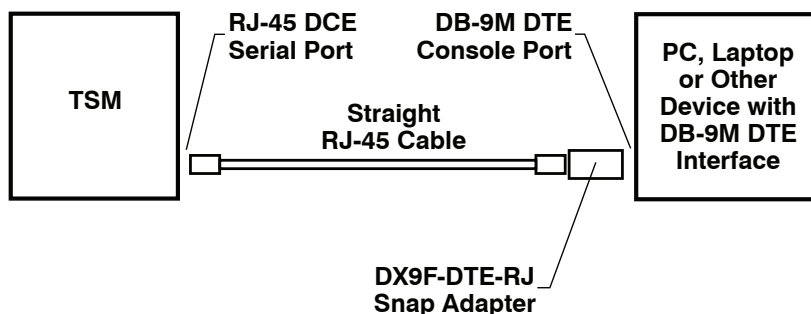 RJ-45 DCE
Serial Port
DB-9M DTE
Console Port
TSM
PC, Laptop
or Other
Device with
DB-9M DTE
Interface
Straight
RJ-45 Cable
DX9F-DTE-RJ
Snap Adapter